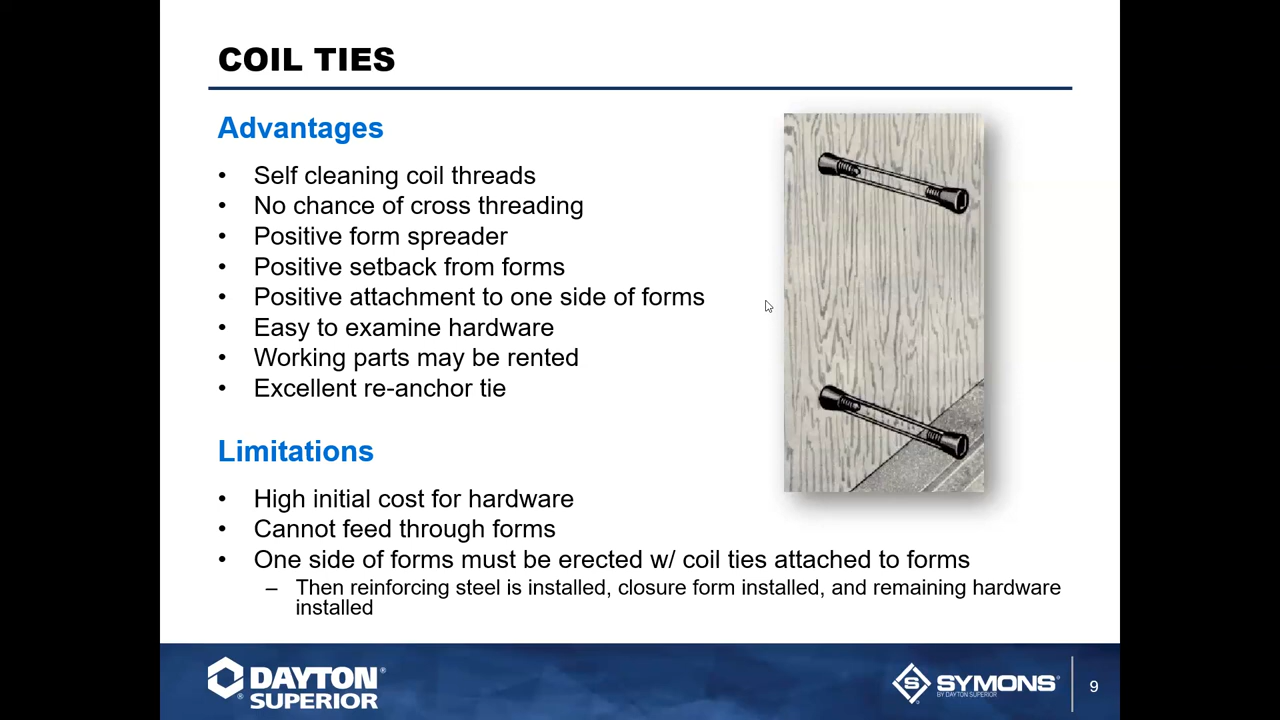 COIL TIES
Advantages
• Self cleaning coil threads
• No chance of cross threading
• Positive form spreader
• Positive setback from forms
• Positive attachment to one side of forms
• Easy to examine hardware
• Working parts may be rented
• Excellent re-anchor tie
Limitations
• High initial cost for hardware
• Cannot feed through forms
• One side of forms must be erected w/ coil ties attached to forms
– Then reinforcing steel is installed, closure form installed, and remaining hardware
installed
DAYTON®
®SUPERIOR
S SYMONS®
BY DAYTON SUPERIOR
9